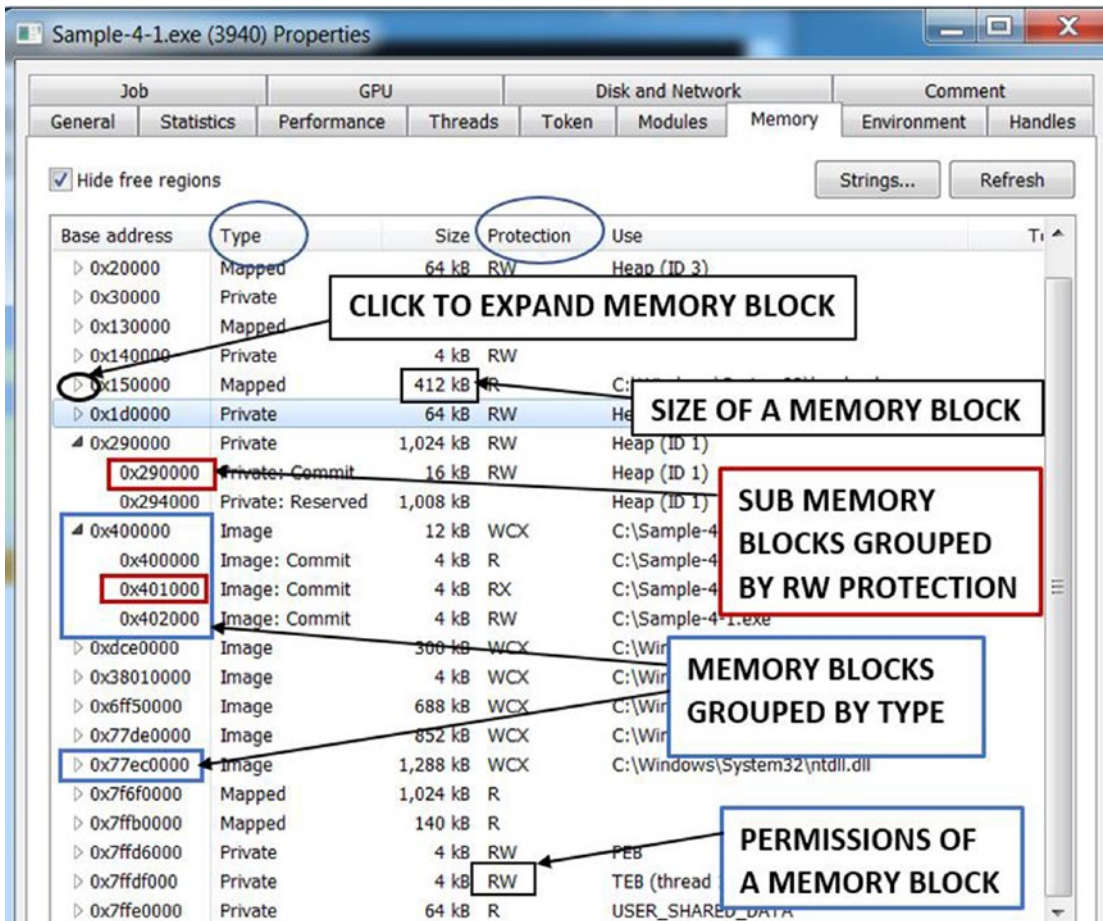 Sample-4-1.exe (3940) Properties
Job GPU Disk and Network Comment
General Statistics Performance Threads Token Modules Memory Environment Handles
Hide free regions Strings... Refresh
Base address Type Size Protection Use
0x20000 Mapped 64 kB RW Heap (ID 3)
0x30000 Private
CLICK TO EXPAND MEMORY BLOCK
0x130000 Mapped
0x140000 Private 4 kB RW
0x150000 Mapped 412 kB R
SIZE OF A MEMORY BLOCK
0x1d0000 Private 64 kB RW
0x290000 Private 1,024 kB RW Heap (ID 1)
0x290000 Private: Commit 16 kB RW Heap (ID 1)
0x294000 Private: Reserved 1,008 kB Heap (ID 1)
SUB MEMORY
BLOCKS GROUPED
BY RW PROTECTION
0x400000 Image 12 kB WCX C:\Sample-4
0x400000 Image: Commit 4 kB R C:\Sample-4
0x401000 Image: Commit 4 kB RX C:\Sample-4
0x402000 Image: Commit 4 kB RW C:\Sample-4-1.exe
0xdce0000 Image 300 kB WCX C:\Wir
0x38010000 Image 4 kB WCX C:\Wir
MEMORY BLOCKS
GROUPED BY TYPE
0x6ff50000 Image 688 kB WCX C:\Wir
0x77de0000 Image 852 kB WCX C:\Wir
0x77ec0000 Image 1,288 kB WCX C:\Windows\System32\ntdll.dll
0x7f6f0000 Mapped 1,024 kB R
0x7ffb0000 Mapped 140 kB R
PERMISSIONS OF
A MEMORY BLOCK
0x7ffd6000 Private 4 kB RW PEB
0x7ffdf000 Private 4 kB RW TEB (thread
0x7ffe0000 Private 64 kB R USER_SHARED_DATA